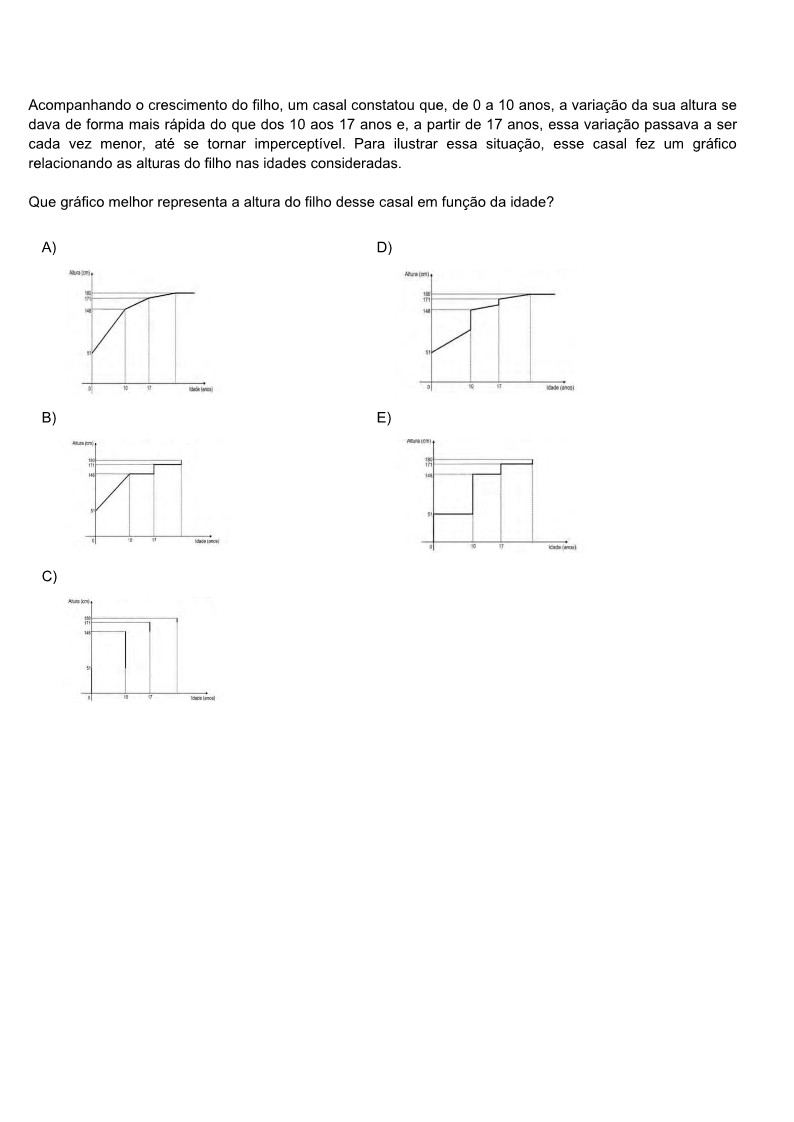 Acompanhando o crescimento do filho, um casal constatou que, de 0 a 10 anos, a variação da sua altura se
dava de forma mais rápida do que dos 10 aos 17 anos e, a partir de 17 anos, essa variação passava a ser
cada vez menor, até se tornar imperceptível. Para ilustrar essa situação, esse casal fez um gráfico
relacionando as alturas do filho nas idades consideradas.
Que gráfico melhor representa a altura do filho desse casal em função da idade?
A)
Altura (cm)
180
171
148
51
0 10 17 Idade (anos)
B)
Altura (cm)
180
171
148
51
0 10 17 Idade (anos)
C)
Altura (cm)
180
171
148
51
0 10 17 Idade (anos)
D)
Altura (cm)
180
171
148
51
0 10 17 Idade (anos)
E)
Altura (cm)
180
171
148
51
0 10 17 Idade (anos)